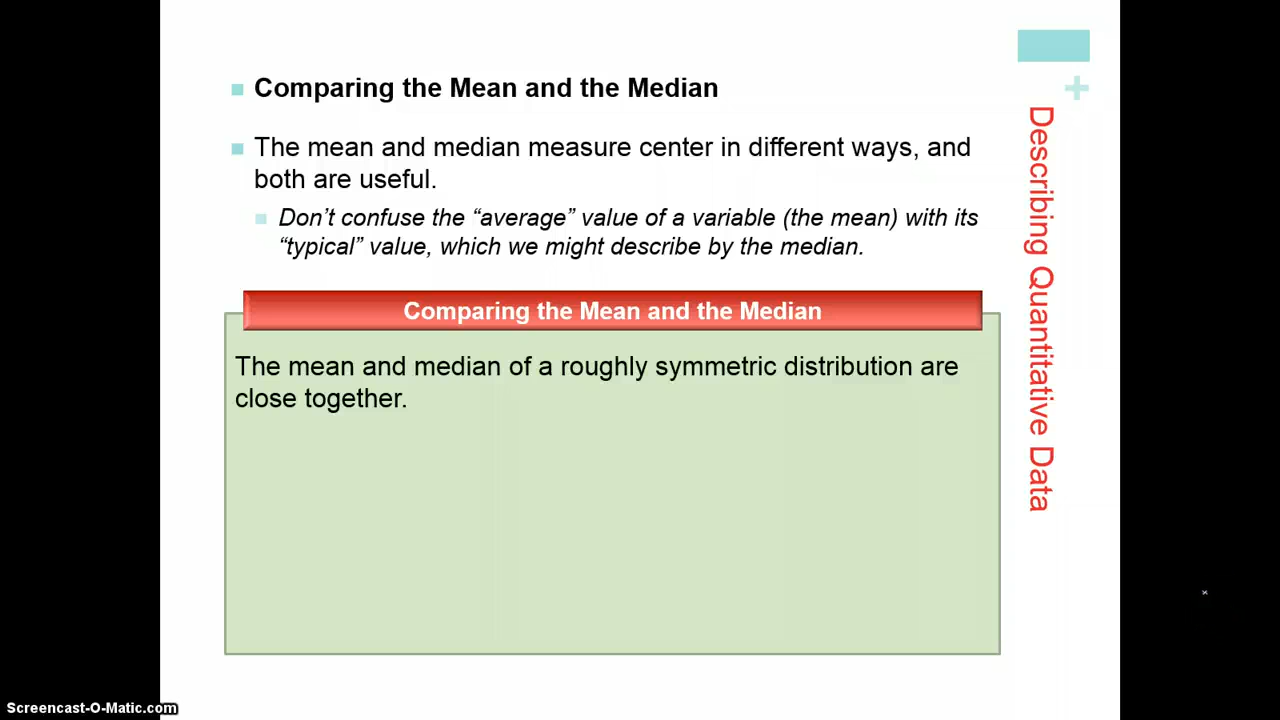 Comparing the Mean and the Median
The mean and median measure center in different ways, and
both are useful.
Don’t confuse the “average” value of a variable (the mean) with its
“typical” value, which we might describe by the median.
Comparing the Mean and the Median
The mean and median of a roughly symmetric distribution are
close together.
Describing Quantitative Data
+
Screencast-O-Matic.com